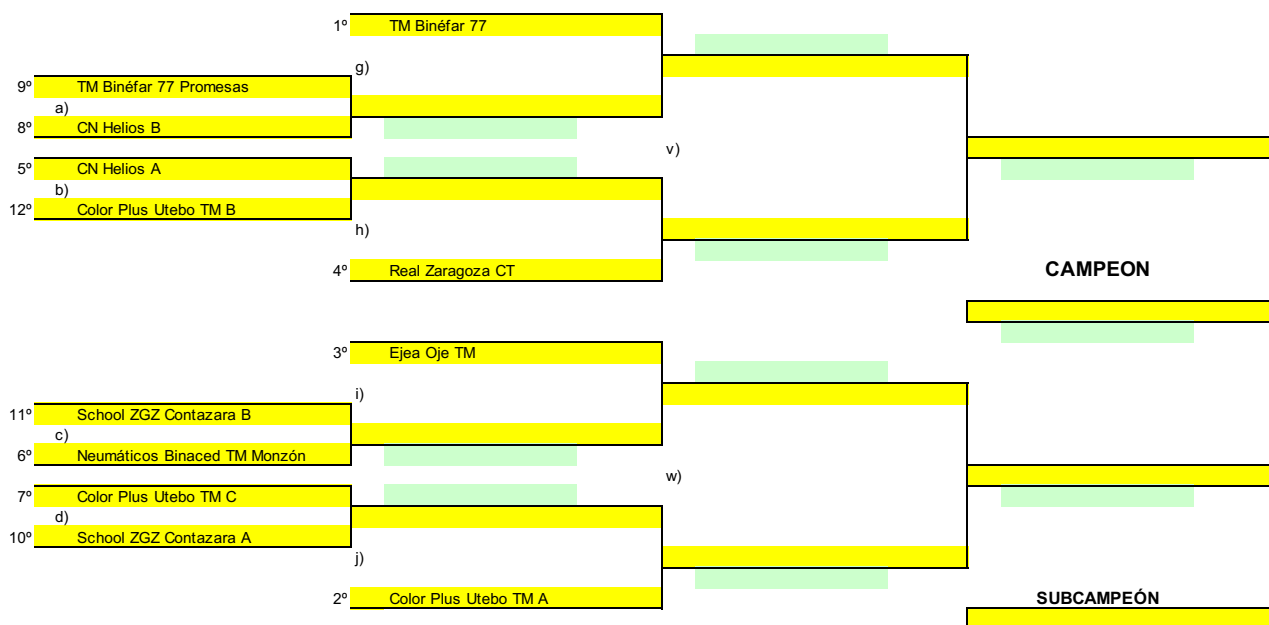 1º TM Binéfar 77
g)
9º TM Binéfar 77 Promesas
a)
8º CN Helios B
v)
5º CN Helios A
b)
12º Color Plus Utebo TM B
h)
4º Real Zaragoza CT
CAMPEON
3º Ejea Oje TM
i)
11º School ZGZ Contazara B
c)
6º Neumáticos Binaced TM Monzón
w)
7º Color Plus Utebo TM C
d)
10º School ZGZ Contazara A
j)
2º Color Plus Utebo TM A
SUBCAMPEÓN